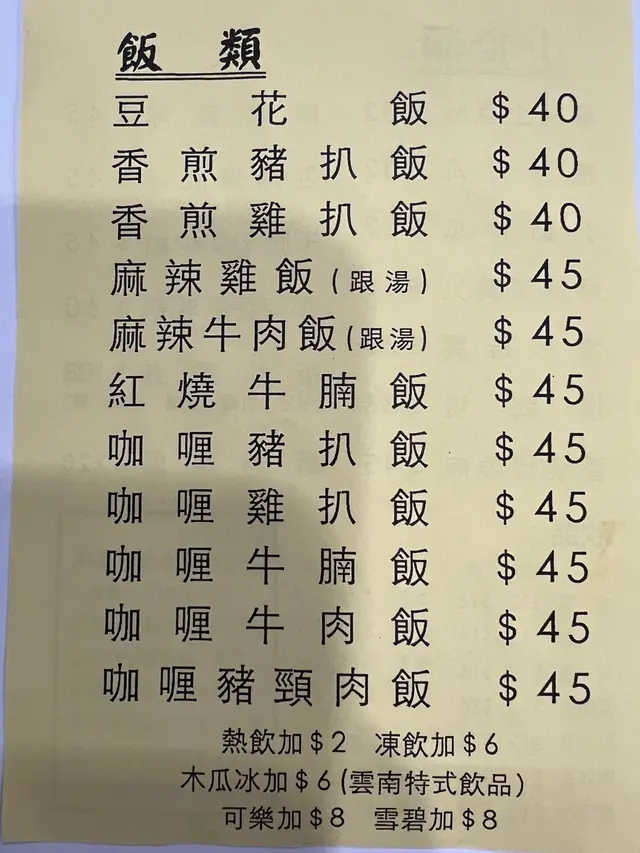 飯 類
豆花飯 $40
香煎豬扒飯 $40
香煎雞扒飯 $40
麻辣雞飯(跟湯) $45
麻辣牛肉飯(跟湯) $45
紅燒牛腩飯 $45
咖喱豬扒飯 $45
咖喱雞扒飯 $45
咖喱牛腩飯 $45
咖喱牛肉飯 $45
咖喱豬頸肉飯 $45
熱飲加$2 凍飲加$6
木瓜冰加$6(雲南特式飲品)
可樂加$8 雪碧加$8